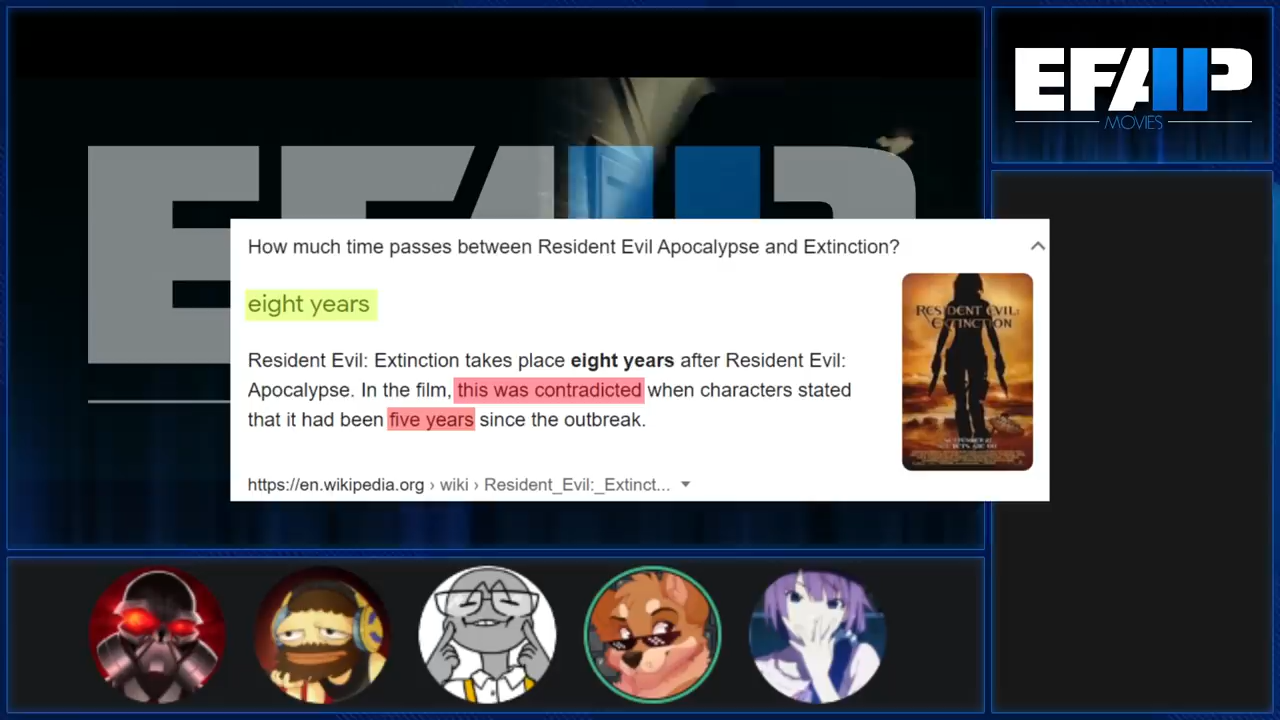 EFAP
MOVIES
How much time passes between Resident Evil Apocalypse and Extinction?
eight years
Resident Evil: Extinction takes place eight years after Resident Evil:
Apocalypse. In the film, this was contradicted when characters stated
that it had been five years since the outbreak.
RESIDENT EVIL:
EXTINCTION
https://en.wikipedia.org › wiki › Resident_Evil:_Extinct...